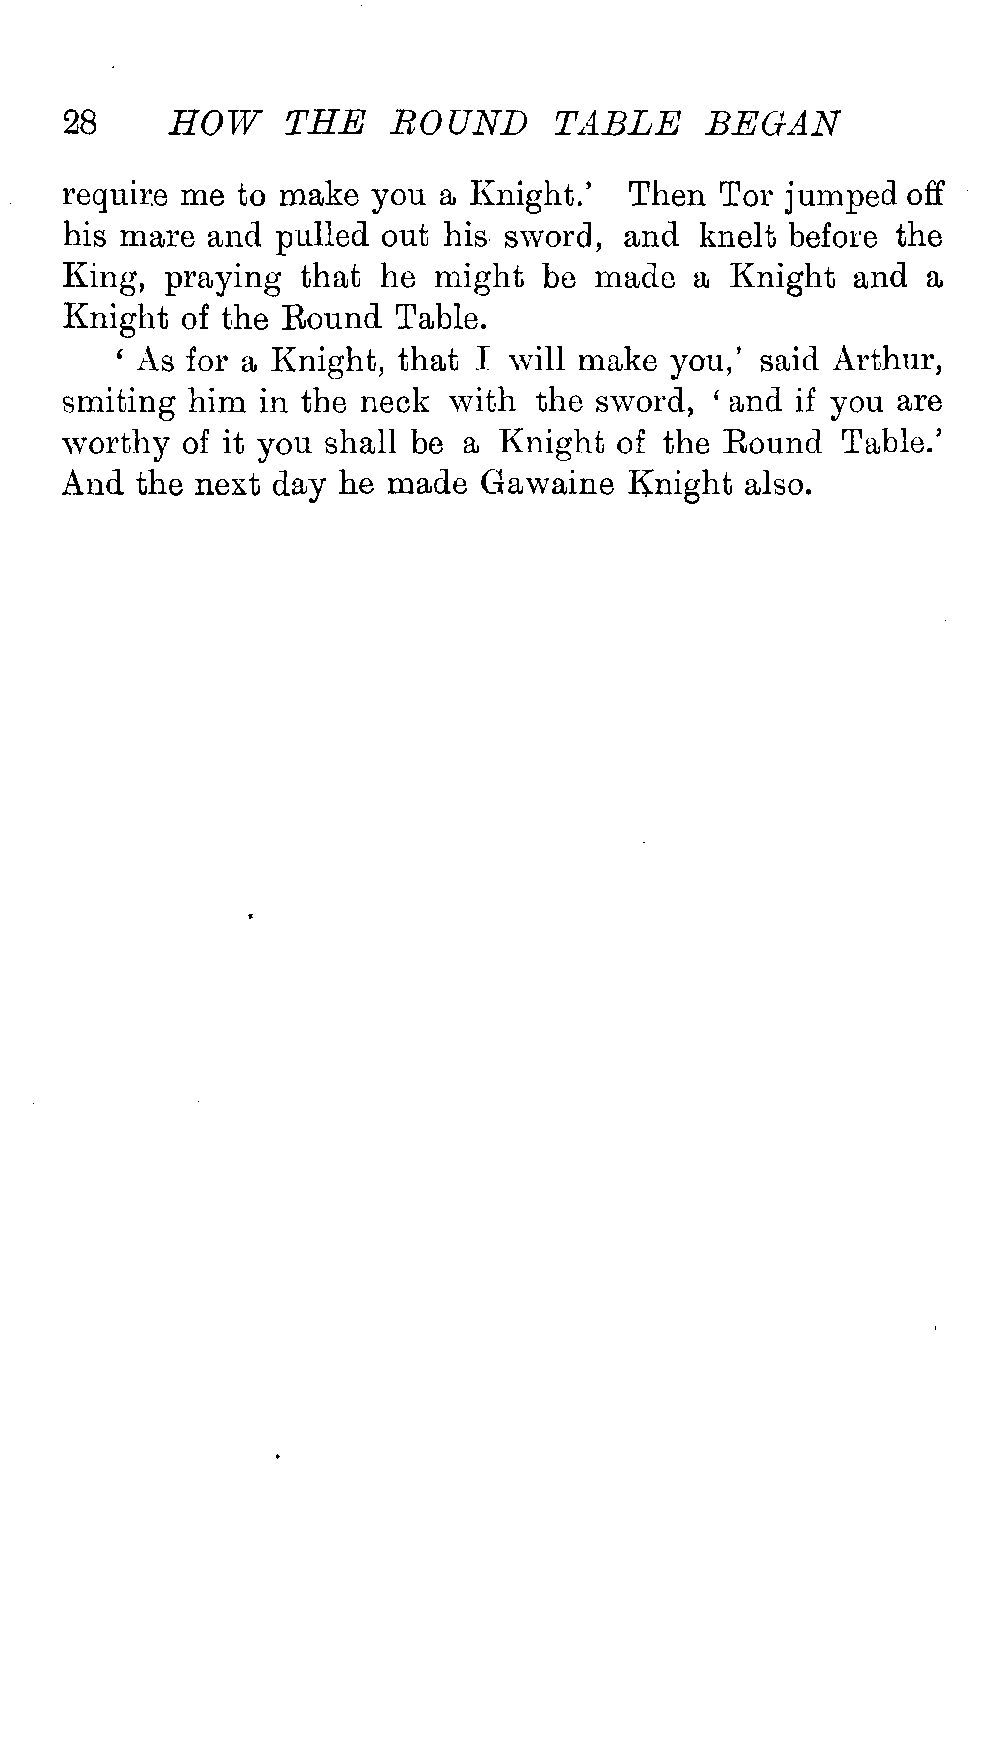 28 HOW THE ROUND TABLE BEGAN
require me to make you a Knight.' Then Tor jumped off
his mare and pulled out his sword, and knelt before the
King, praying that he might be made a Knight and a
Knight of the Round Table.
' As for a Knight, that I will make you,' said Arthur,
smiting him in the neck with the sword, ' and if you are
worthy of it you shall be a Knight of the Round Table.'
And the next day he made Gawaine Knight also.